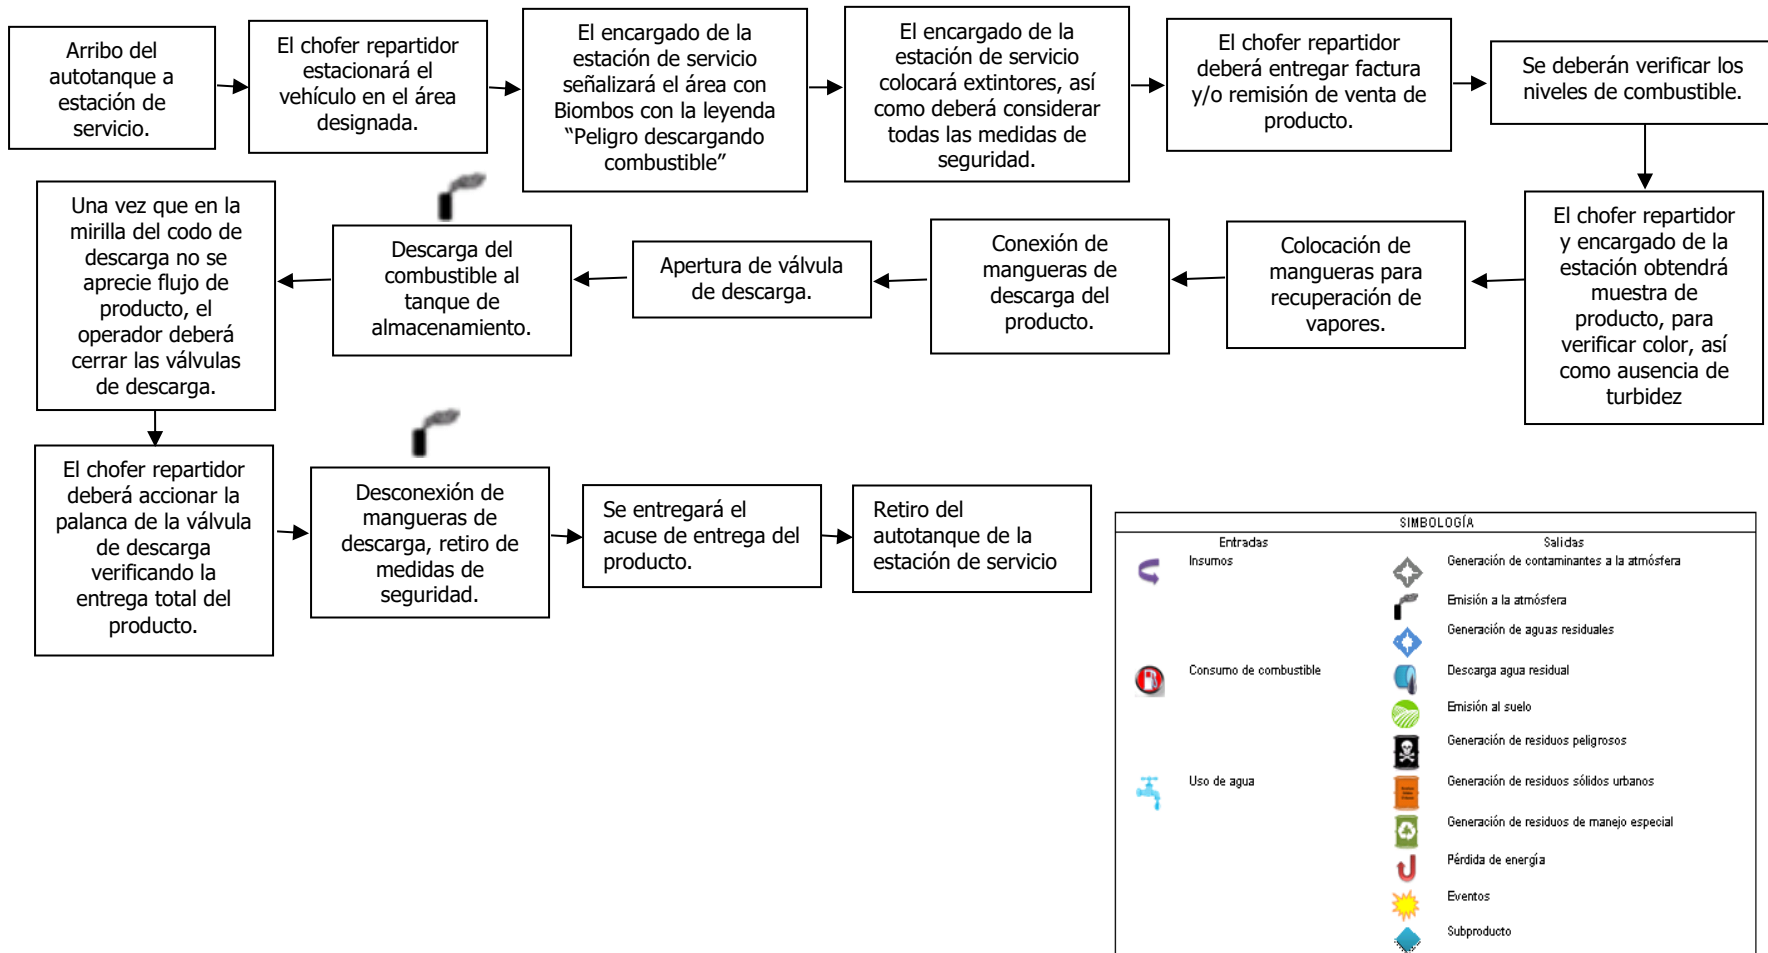 Arribo del
autotanque a
estación de
servicio.
El chofer repartidor
estacionará el
vehículo en el área
designada.
El encargado de la
estación de servicio
señalizará el área con
Biombos con la leyenda
“Peligro descargando
combustible”
El encargado de la
estación de servicio
colocará extintores, así
como deberá considerar
todas las medidas de
seguridad.
El chofer repartidor
deberá entregar factura
y/o remisión de venta de
producto.
Se deberán verificar los
niveles de combustible.
El chofer repartidor
y encargado de la
estación obtendrá
muestra de
producto, para
verificar color, así
como ausencia de
turbidez
Colocación de
mangueras para
recuperación de
vapores.
Conexión de
mangueras de
descarga del
producto.
Apertura de válvula
de descarga.
Descarga del
combustible al
tanque de
almacenamiento.
Una vez que en la
mirilla del codo de
descarga no se
aprecie flujo de
producto, el
operador deberá
cerrar las válvulas
de descarga.
El chofer repartidor
deberá accionar la
palanca de la válvula
de descarga
verificando la
entrega total del
producto.
Desconexión de
mangueras de
descarga, retiro de
medidas de
seguridad.
Se entregará el
acuse de entrega del
producto.
Retiro del
autotanque de la
estación de servicio
SIMBOLOGÍA
Entradas
Salidas
Insumos
Generación de contaminantes a la atmósfera
Emisión a la atmósfera
Generación de aguas residuales
Consumo de combustible
Descarga agua residual
Emisión al suelo
Generación de residuos peligrosos
Uso de agua
Generación de residuos sólidos urbanos
Generación de residuos de manejo especial
Pérdida de energía
Eventos
Subproducto